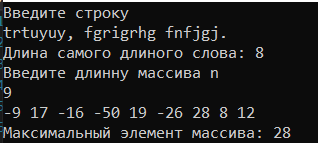 Введите строку
trtuyuy, fgrigrhg fnfjgj.
Длина самого длиного слова: 8
Введите длинну массива n
9
-9 17 -16 -50 19 -26 28 8 12
Максимальный элемент массива: 28